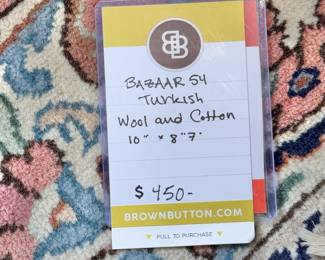 BAZAAR 54
Turkish
Wool and Cotton
10" × 8"7"
$ 450-
BROWNBUTTON.COM
PULL TO PURCHASE